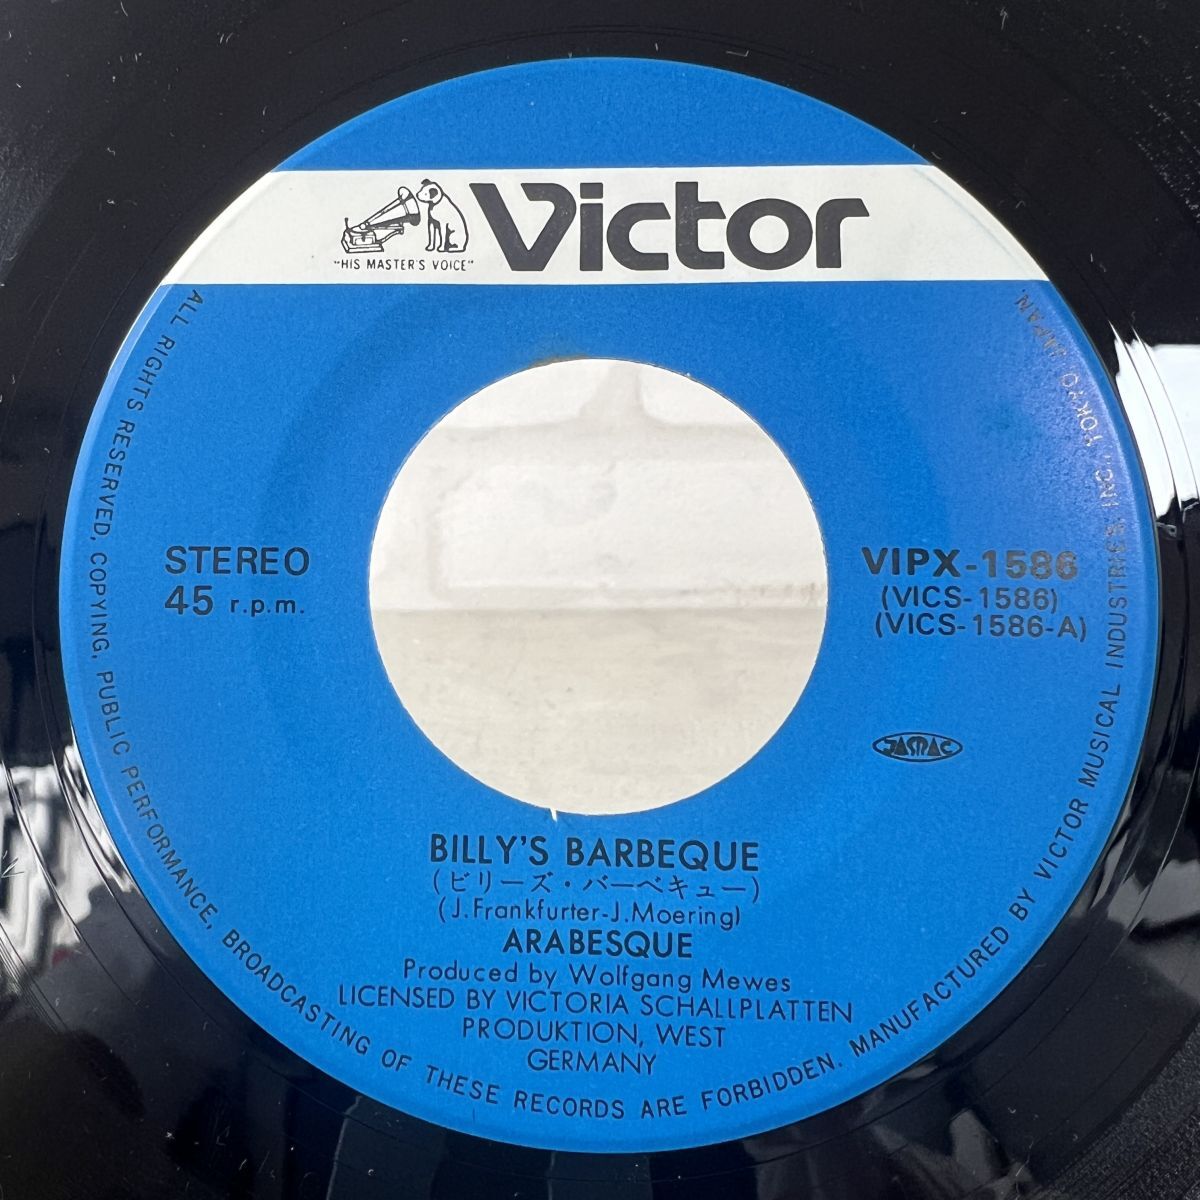 "HIS MASTER'S VOICE"
Victor
STEREO
45 r.p.m.
VIPX-1586
(VICS-1586)
(VICS-1586-A)
JASRAC
BILLY'S BARBEQUE
(ビリーズ・バーベキュー)
(J.Frankfurter-J.Moering)
ARABESQUE
Produced by Wolfgang Mewes
LICENSED BY VICTORIA SCHALLPLATTEN
PRODUKTION, WEST
GERMANY
ALL RIGHTS RESERVED, COPYING, PUBLIC PERFORMANCE, BROADCASTING OF THESE RECORDS ARE FORBIDDEN. MANUFACTURED BY VICTOR MUSICAL INDUSTRIES, INC., TOKYO JAPAN.